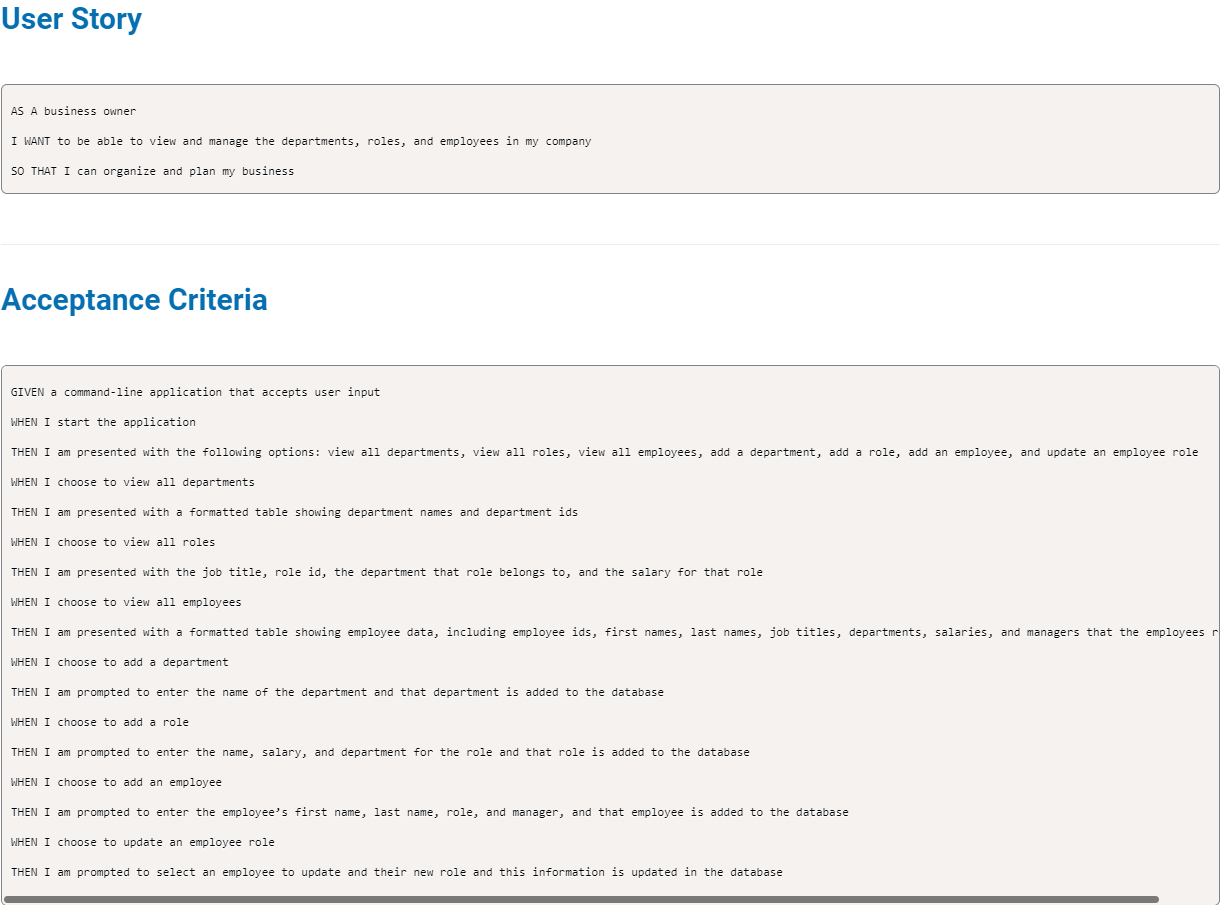 User Story
AS A business owner
I WANT to be able to view and manage the departments, roles, and employees in my company
SO THAT I can organize and plan my business
Acceptance Criteria
GIVEN a command-line application that accepts user input
WHEN I start the application
THEN I am presented with the following options: view all departments, view all roles, view all employees, add a department, add a role, add an employee, and update an employee role
WHEN I choose to view all departments
THEN I am presented with a formatted table showing department names and department ids
WHEN I choose to view all roles
THEN I am presented with the job title, role id, the department that role belongs to, and the salary for that role
WHEN I choose to view all employees
THEN I am presented with a formatted table showing employee data, including employee ids, first names, last names, job titles, departments, salaries, and managers that the employees
WHEN I choose to add a department
THEN I am prompted to enter the name of the department and that department is added to the database
WHEN I choose to add a role
THEN I am prompted to enter the name, salary, and department for the role and that role is added to the database
WHEN I choose to add an employee
THEN I am prompted to enter the employee’s first name, last name, role, and manager, and that employee is added to the database
WHEN I choose to update an employee role
THEN I am prompted to select an employee to update and their new role and this information is updated in the database